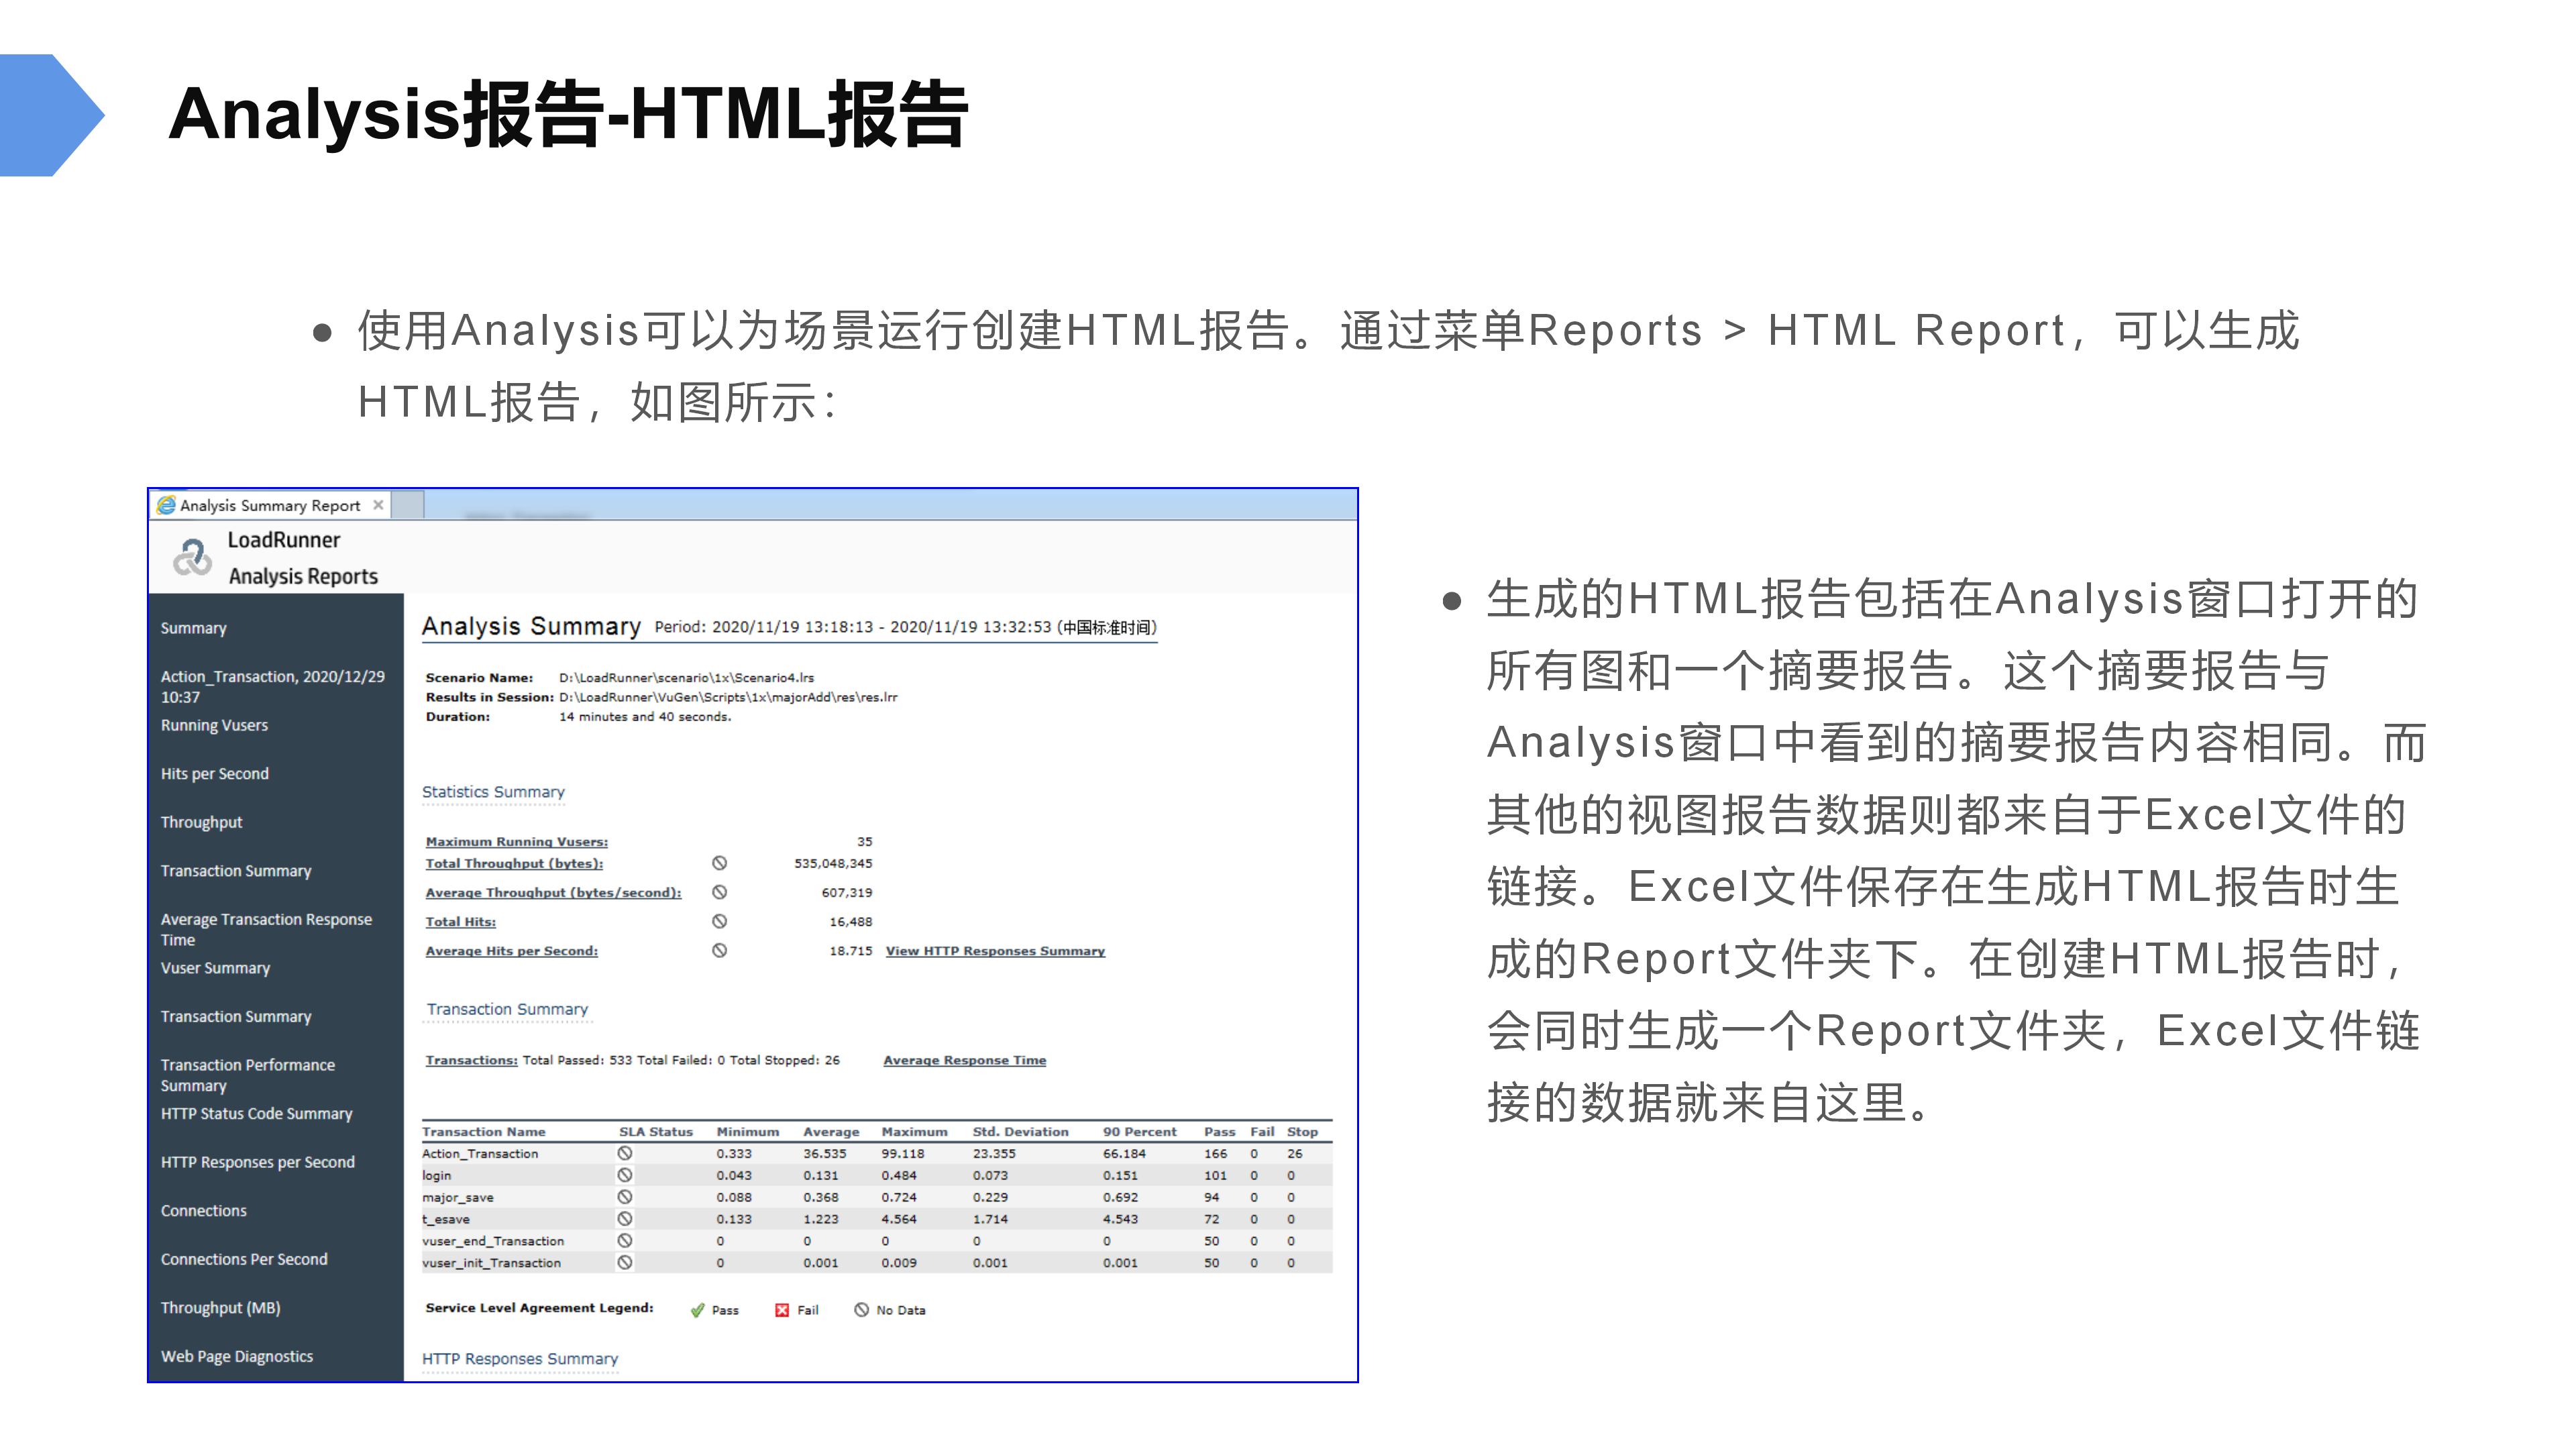 Analysis报告-HTML报告
● 使用Analysis可以为场景运行创建HTML报告。通过菜单Reports > HTML Report，可以生成
HTML报告，如图所示：
Analysis Summary Report ×
LoadRunner
Analysis Reports
Summary
Action_Transaction, 2020/12/29
10:37
Running Vusers
Hits per Second
Throughput
Transaction Summary
Average Transaction Response
Time
Vuser Summary
Transaction Summary
Transaction Performance
Summary
HTTP Status Code Summary
HTTP Responses per Second
Connections
Connections Per Second
Throughput (MB)
Web Page Diagnostics
Analysis Summary Period: 2020/11/19 13:18:13 - 2020/11/19 13:32:53 (中国标准时间)
Scenario Name: D:\LoadRunner\scenario\1x\Scenario4.lrs
Results in Session: D:\LoadRunner\VuGen\Scripts\1x\majorAdd\res\res.lrr
Duration: 14 minutes and 40 seconds.
Statistics Summary
Maximum Running Vusers: 35
Total Throughput (bytes): 535,048,345
Average Throughput (bytes/second): 607,319
Total Hits: 16,488
Average Hits per Second: 18.715 View HTTP Responses Summary
Transaction Summary
Transactions: Total Passed: 533 Total Failed: 0 Total Stopped: 26 Average Response Time
Transaction Name SLA Status Minimum Average Maximum Std. Deviation 90 Percent Pass Fail Stop
Action_Transaction 0.333 36.535 99.118 23.355 66.184 166 0 26
login 0.043 0.131 0.484 0.073 0.151 101 0 0
major_save 0.088 0.368 0.724 0.229 0.692 94 0 0
t_esave 0.133 1.223 4.564 1.714 4.543 72 0 0
vuser_end_Transaction 0 0 0 0 0 50 0 0
vuser_init_Transaction 0 0.001 0.009 0.001 0.001 50 0 0
Service Level Agreement Legend: Pass Fail No Data
HTTP Responses Summary
● 生成的HTML报告包括在Analysis窗口打开的
所有图和一个摘要报告。这个摘要报告与
Analysis窗口中看到的摘要报告内容相同。而
其他的视图报告数据则都来自于Excel文件的
链接。Excel文件保存在生成HTML报告时生
成的Report文件夹下。在创建HTML报告时，
会同时生成一个Report文件夹，Excel文件链
接的数据就来自这里。